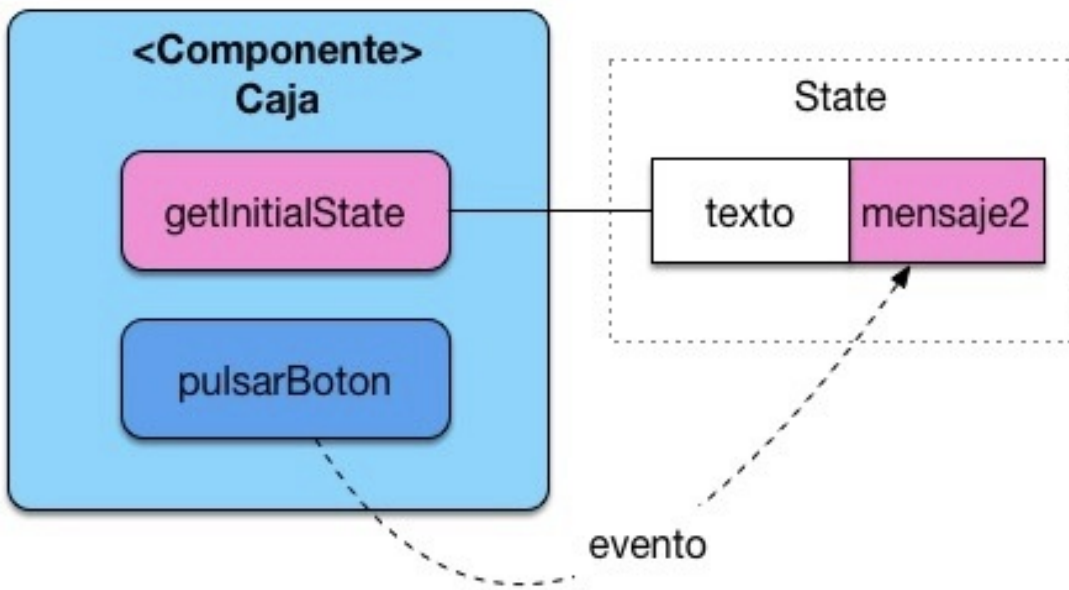 <Componente>
Caja
getInitialState
pulsarBoton
State
texto
mensaje2
evento